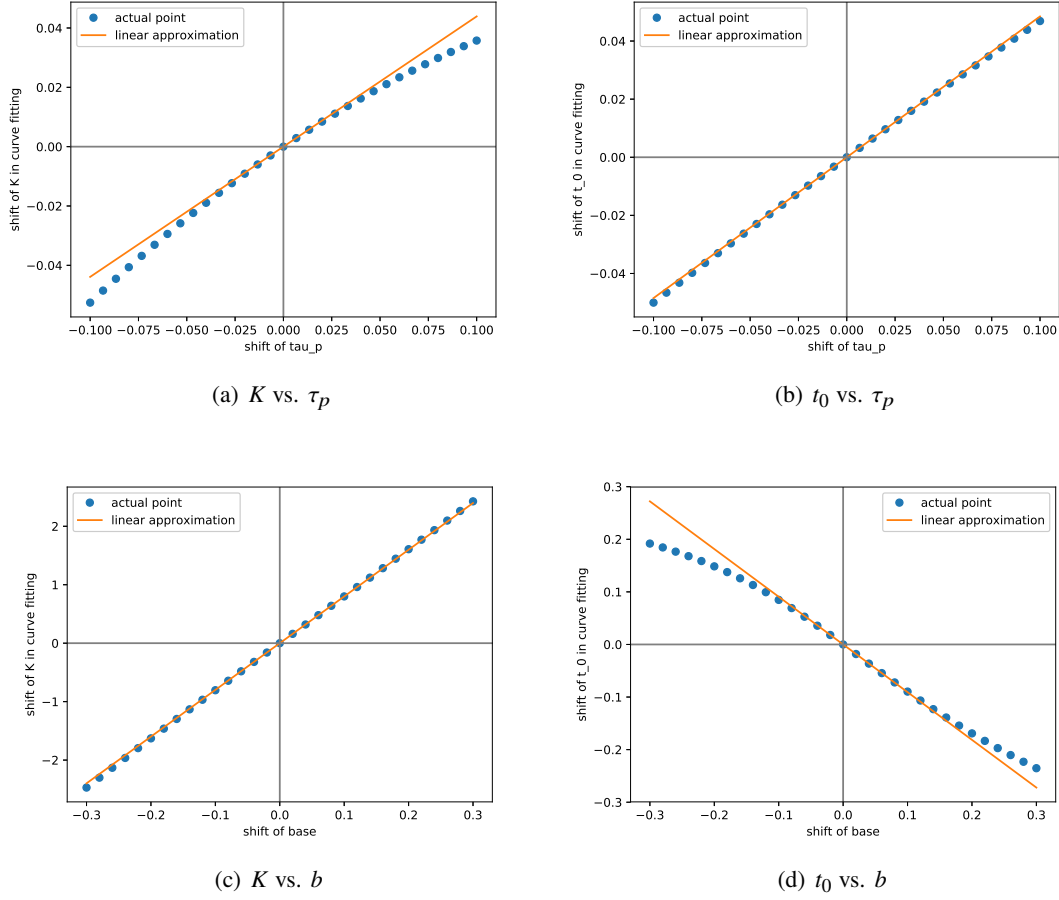 actual point
linear approximation
0.04
0.02
0.00
−0.02
−0.04
shift of K in curve fitting
−0.100 −0.075 −0.050 −0.025 0.000 0.025 0.050 0.075 0.100
shift of tau_p
(a) K vs. τp
actual point
linear approximation
0.04
0.02
0.00
−0.02
−0.04
shift of t_0 in curve fitting
−0.100 −0.075 −0.050 −0.025 0.000 0.025 0.050 0.075 0.100
shift of tau_p
(b) t0 vs. τp
actual point
linear approximation
2
1
0
−1
−2
shift of K in curve fitting
−0.3 −0.2 −0.1 0.0 0.1 0.2 0.3
shift of base
(c) K vs. b
actual point
linear approximation
0.3
0.2
0.1
0.0
−0.1
−0.2
−0.3
shift of t_0 in curve fitting
−0.3 −0.2 −0.1 0.0 0.1 0.2 0.3
shift of base
(d) t0 vs. b